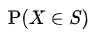 P(X ∈ S)